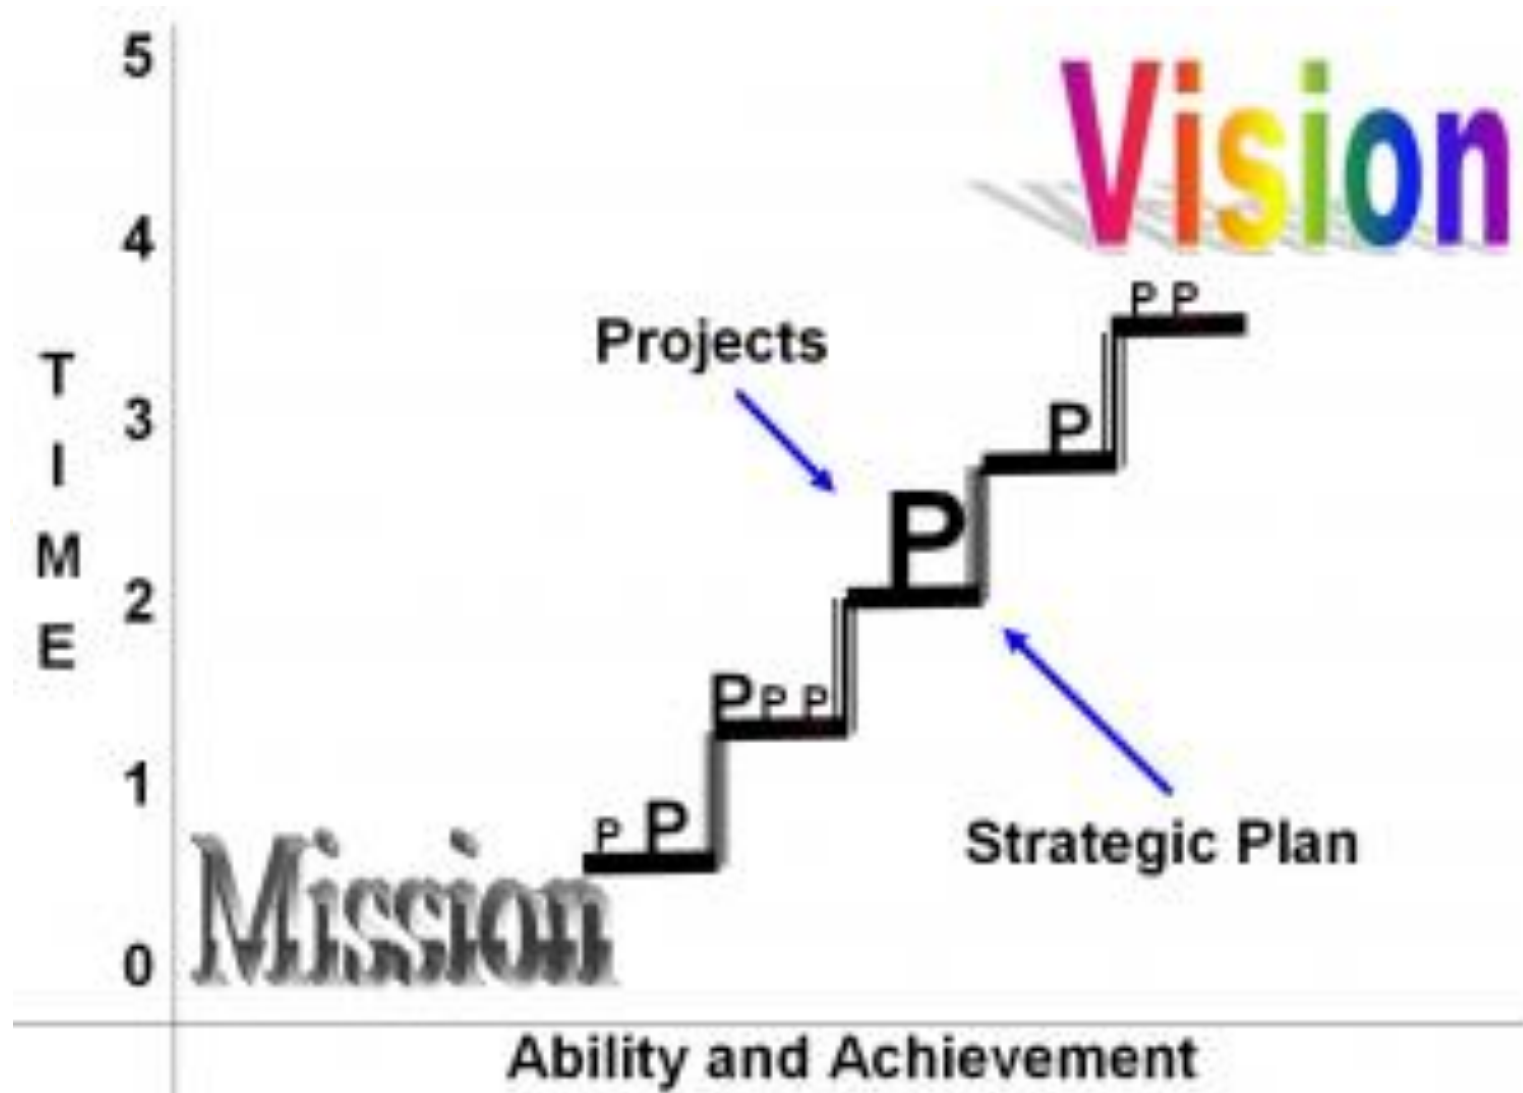 5
Vision
4
P P
Projects
T
I
M
E
3
P
P
2
P P P
1
Strategic Plan
P P
Mission
0
Ability and Achievement